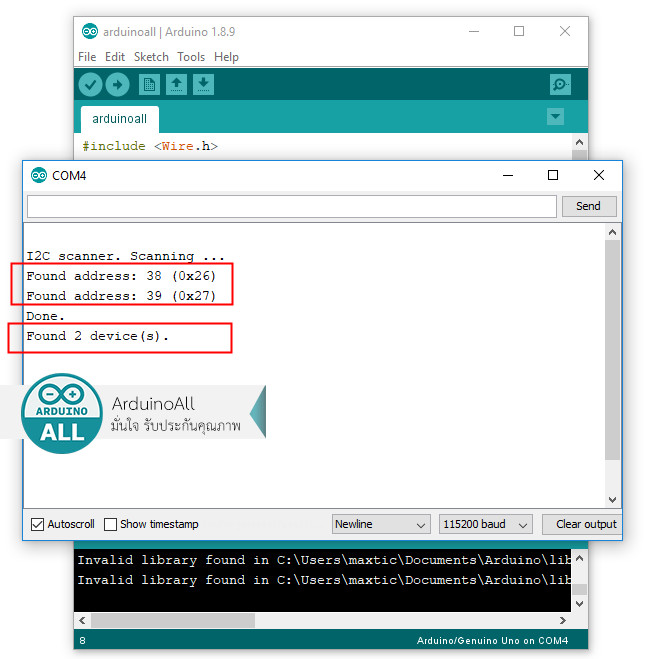 arduinoall | Arduino 1.8.9
File Edit Sketch Tools Help
arduinoall
#include <Wire.h>
COM4
Send
I2C scanner. Scanning ...
Found address: 38 (0x26)
Found address: 39 (0x27)
Done.
Found 2 device(s).
ARDUINO
ALL
ArduinoAll
มั่นใจ รับประกันคุณภาพ
Autoscroll Show timestamp Newline 115200 baud Clear output
Invalid library found in C:\Users\maxtic\Documents\Arduino\lib
Invalid library found in C:\Users\maxtic\Documents\Arduino\lib
8 Arduino/Genuino Uno on COM4